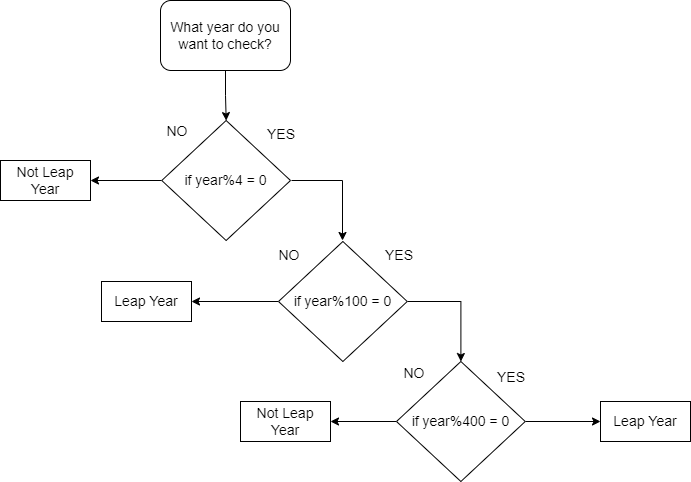 What year do you
want to check?
NO
YES
Not Leap
Year
if year%4 = 0
NO
YES
Leap Year
if year%100 = 0
NO
YES
Not Leap
Year
if year%400 = 0
Leap Year